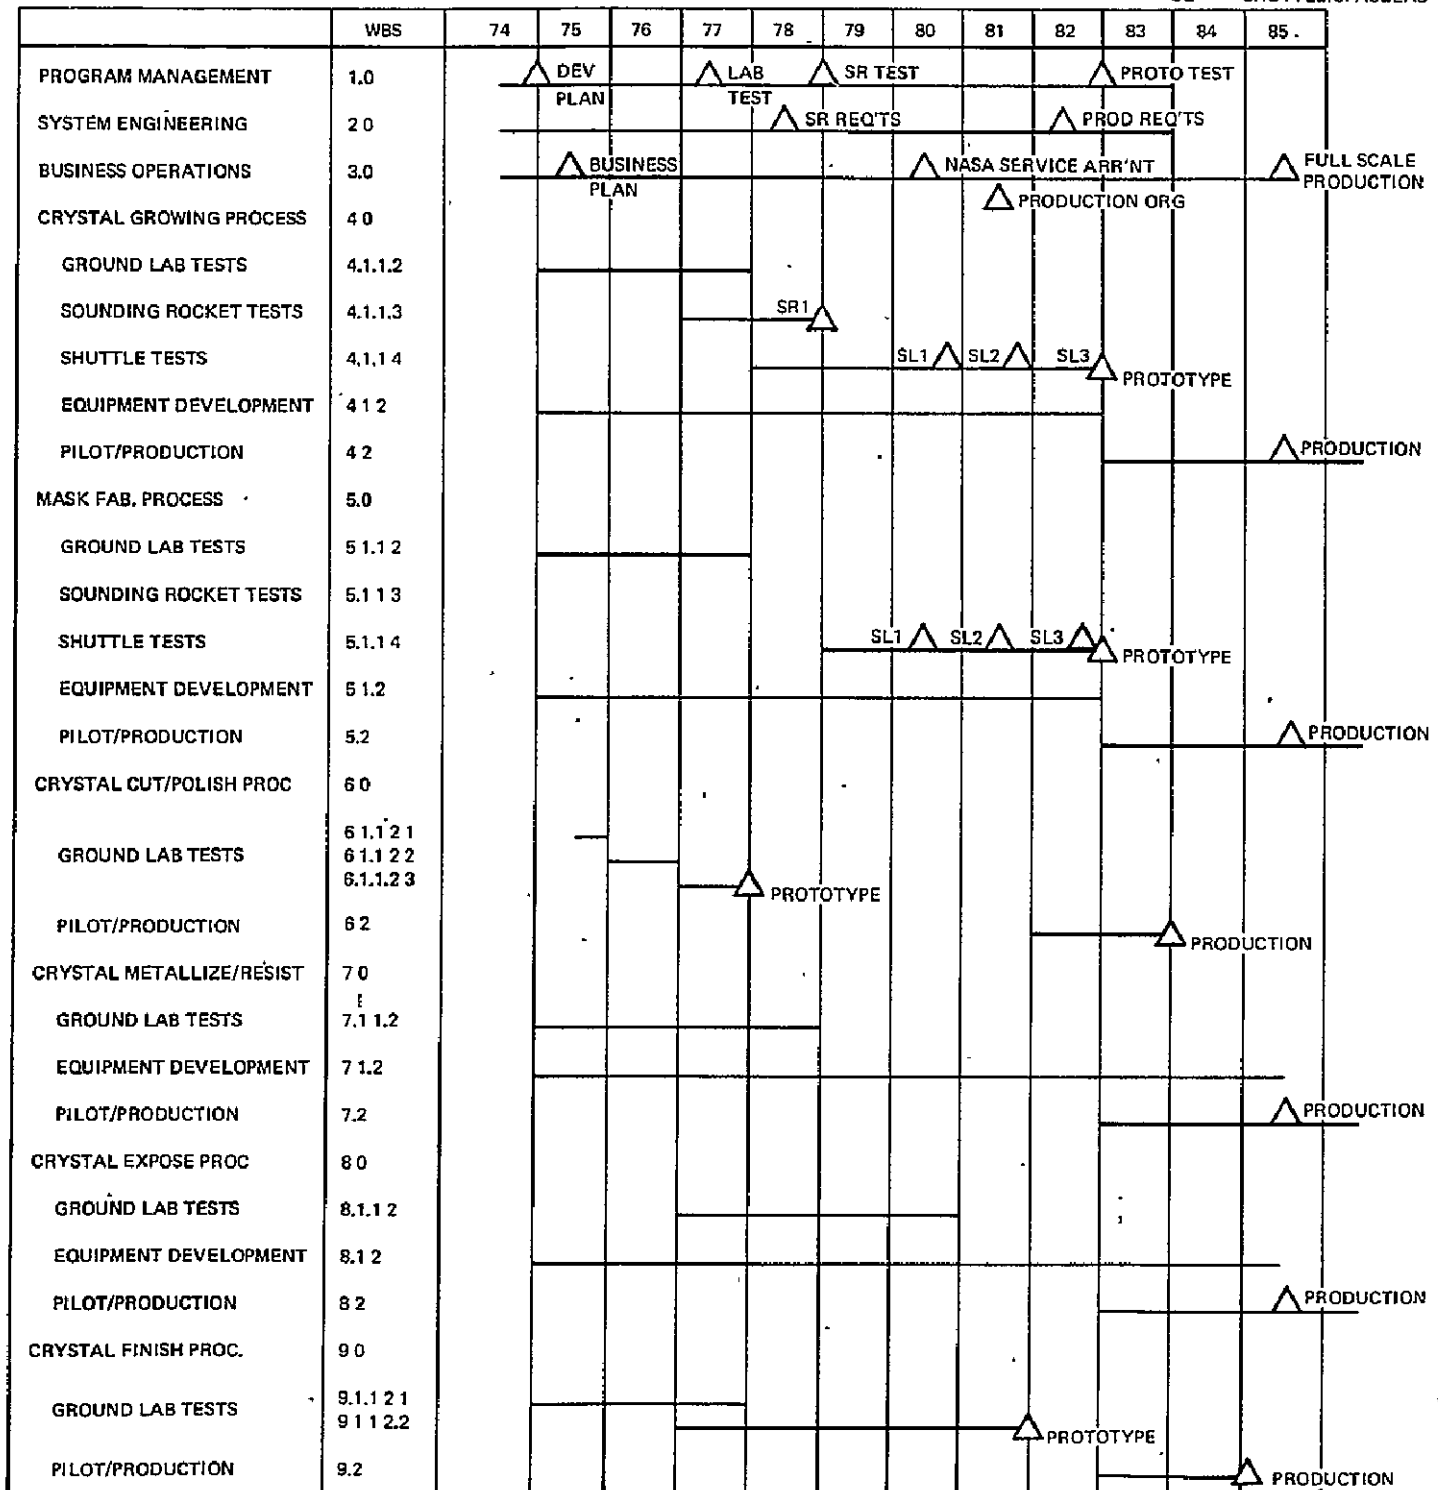 WBS 74 75 76 77 78 79 80 81 82 83 84 85.
PROGRAM MANAGEMENT 1.0 DEV PLAN LAB TEST SR TEST PROTO TEST
SYSTEM ENGINEERING 2 0 SR REQ'TS PROD REQ'TS
BUSINESS OPERATIONS 3.0 BUSINESS PLAN NASA SERVICE ARR'NT FULL SCALE PRODUCTION
PRODUCTION ORG
CRYSTAL GROWING PROCESS 4 0
GROUND LAB TESTS 4.1.1.2
SOUNDING ROCKET TESTS 4.1.1.3 SR1
SHUTTLE TESTS 4,1,1 4 SL1 SL2 SL3 PROTOTYPE
EQUIPMENT DEVELOPMENT 4 1 2
PILOT/PRODUCTION 4 2 PRODUCTION
MASK FAB. PROCESS 5.0
GROUND LAB TESTS 5 1.1 2
SOUNDING ROCKET TESTS 5.1 1 3
SHUTTLE TESTS 5.1.1 4 SL1 SL2 SL3 PROTOTYPE
EQUIPMENT DEVELOPMENT 5 1.2
PILOT/PRODUCTION 5.2 PRODUCTION
CRYSTAL CUT/POLISH PROC 6 0
6 1.1 2 1
GROUND LAB TESTS 6 1.1 2 2
6.1.1.2 3 PROTOTYPE
PILOT/PRODUCTION 6 2 PRODUCTION
CRYSTAL METALLIZE/RESIST 7 0
GROUND LAB TESTS 7.1 1.2
EQUIPMENT DEVELOPMENT 7 1.2
PILOT/PRODUCTION 7.2 PRODUCTION
CRYSTAL EXPOSE PROC 8 0
GROUND LAB TESTS 8.1.1 2
EQUIPMENT DEVELOPMENT 8.1 2
PILOT/PRODUCTION 8 2 PRODUCTION
CRYSTAL FINISH PROC. 9 0
GROUND LAB TESTS 9.1.1 2 1
9 1 1 2.2 PROTOTYPE
PILOT/PRODUCTION 9.2 PRODUCTION